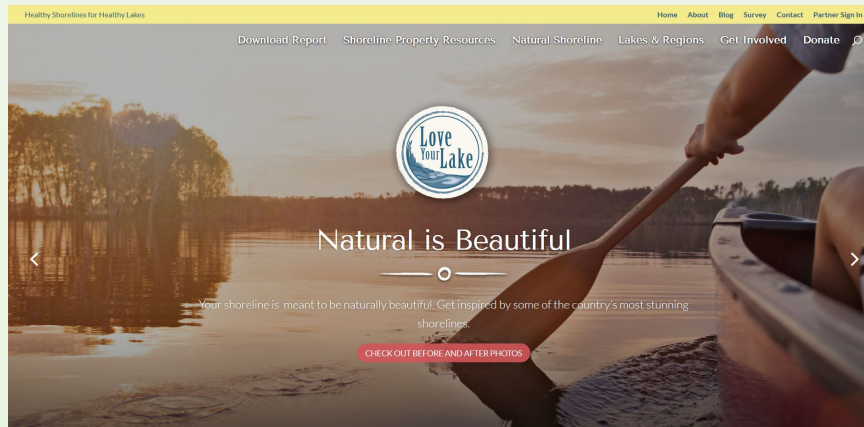 Healthy Shorelines for Healthy Lakes
Home About Blog Survey Contact Partner Sign In
Download Report Shoreline Property Resources Natural Shoreline Lakes & Regions Get Involved Donate
Love
Your Lake
Natural is Beautiful
Your shoreline is meant to be naturally beautiful. Get inspired by some of the country's most stunning
shorelines.
CHECK OUT BEFORE AND AFTER PHOTOS